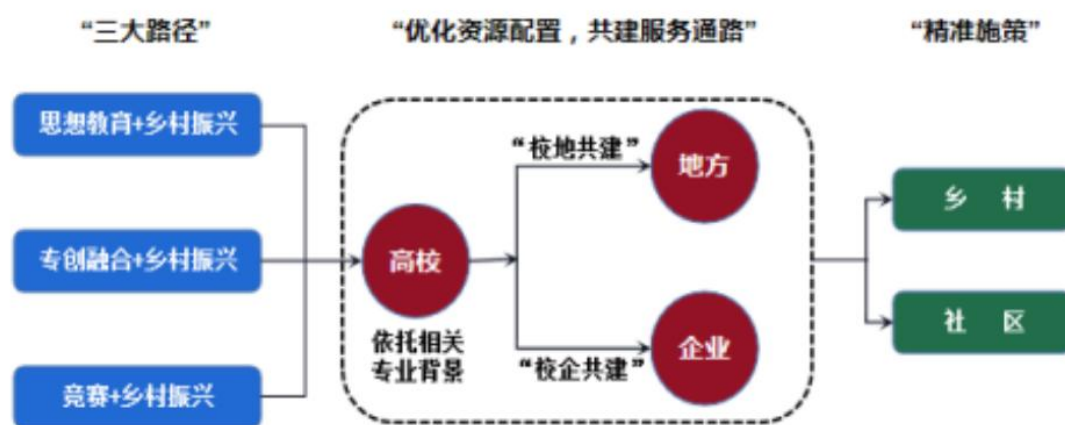 “三大路径”
“优化资源配置，共建服务通路”
“精准施策”
思想教育+乡村振兴
专创融合+乡村振兴
竞赛+乡村振兴
高校
依托相关
专业背景
“校地共建”
地方
“校企共建”
企业
乡 村
社 区